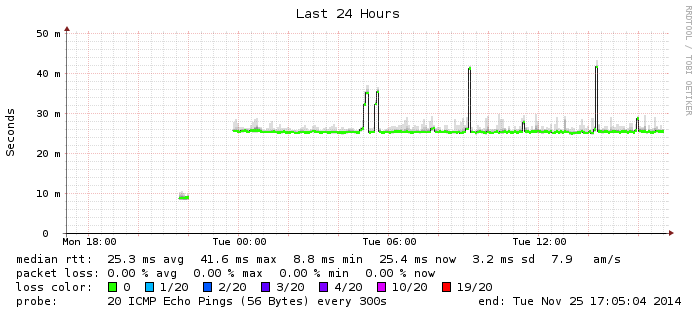 Last 24 Hours
RRDTOOL / TOBI OETIKER
Seconds
50 m
40 m
30 m
20 m
10 m
0
Mon 18:00 Tue 00:00 Tue 06:00 Tue 12:00
median rtt: 25.3 ms avg 41.6 ms max 8.8 ms min 25.4 ms now 3.2 ms sd 7.9 am/s
packet loss: 0.00 % avg 0.00 % max 0.00 % min 0.00 % now
loss color: 0 1/20 2/20 3/20 4/20 10/20 19/20
probe: 20 ICMP Echo Pings (56 Bytes) every 300s end: Tue Nov 25 17:05:04 2014